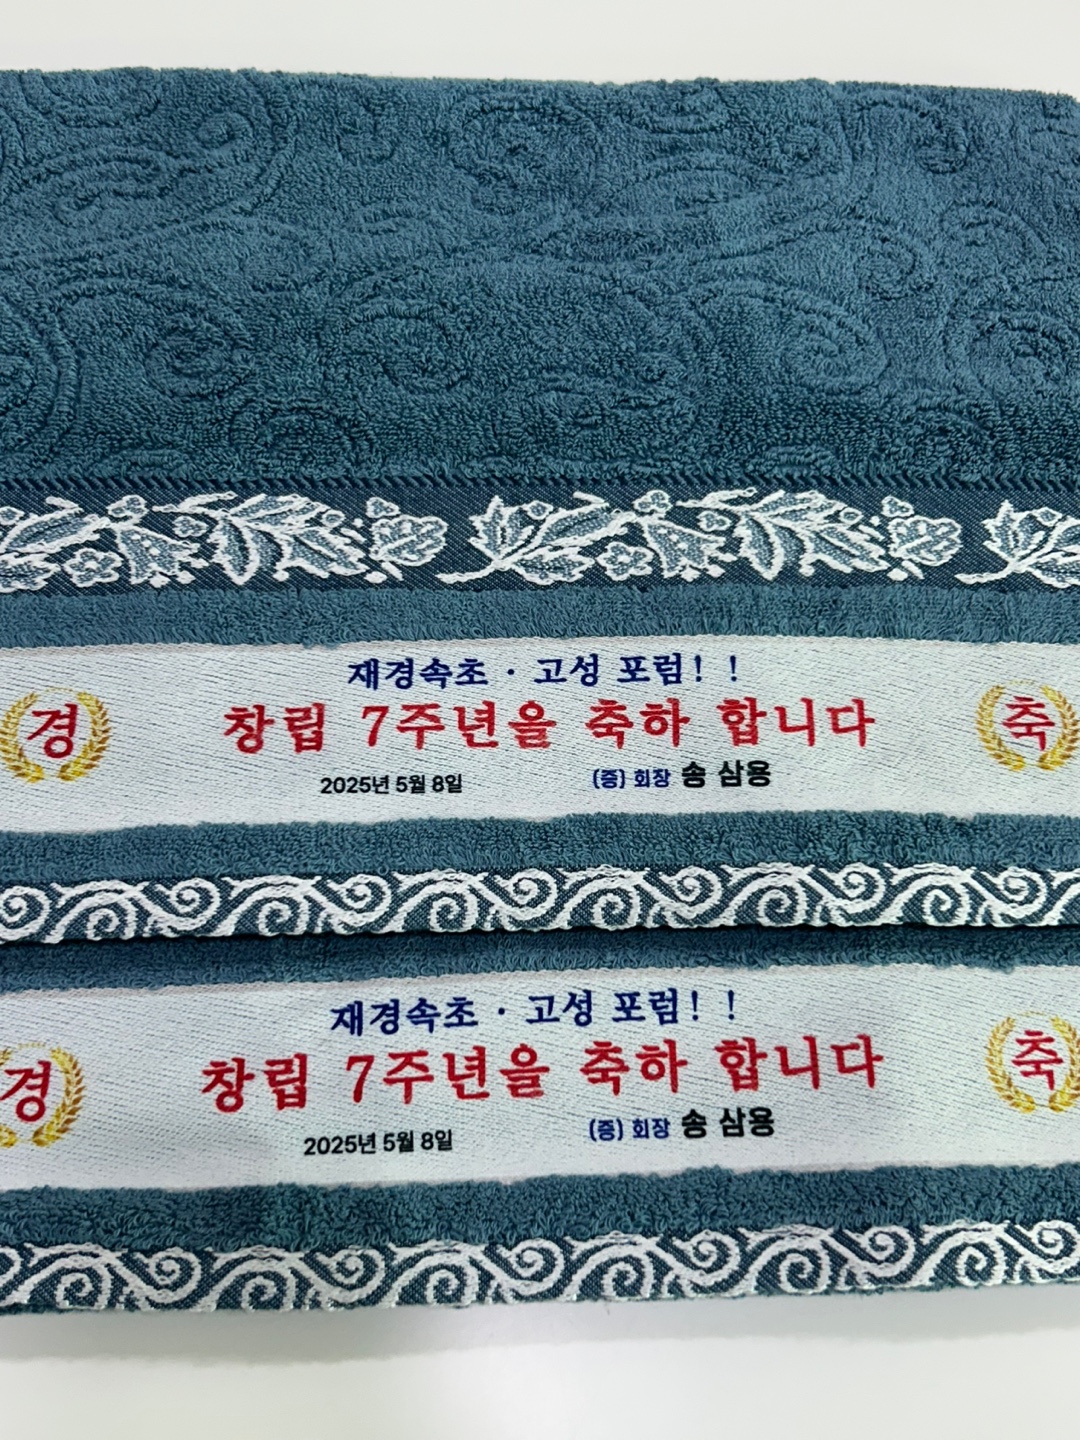 재경속초 · 고성 포럼! !
경 창립 7주년을 축하 합니다 축
2025년 5월 8일 (증) 회장 송 삼용
재경속초 · 고성 포럼! !
경 창립 7주년을 축하 합니다 축
2025년 5월 8일 (증) 회장 송 삼용